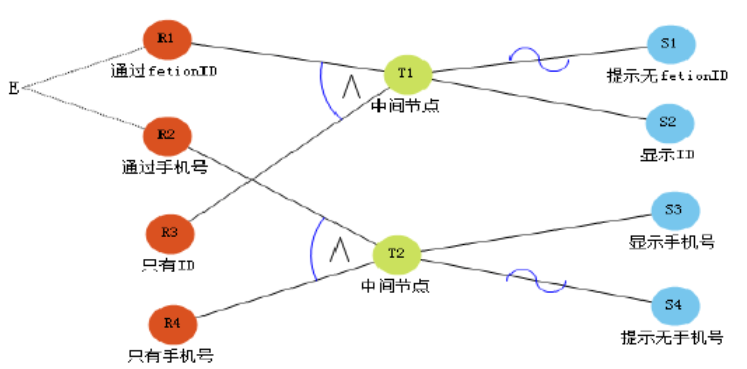 R1
通过fetionID
E
R2
通过手机号
R3
只有ID
R4
只有手机号
∧
∧
T1
中间节点
T2
中间节点
S1
提示无fetionID
S2
显示ID
S3
显示手机号
S4
提示无手机号